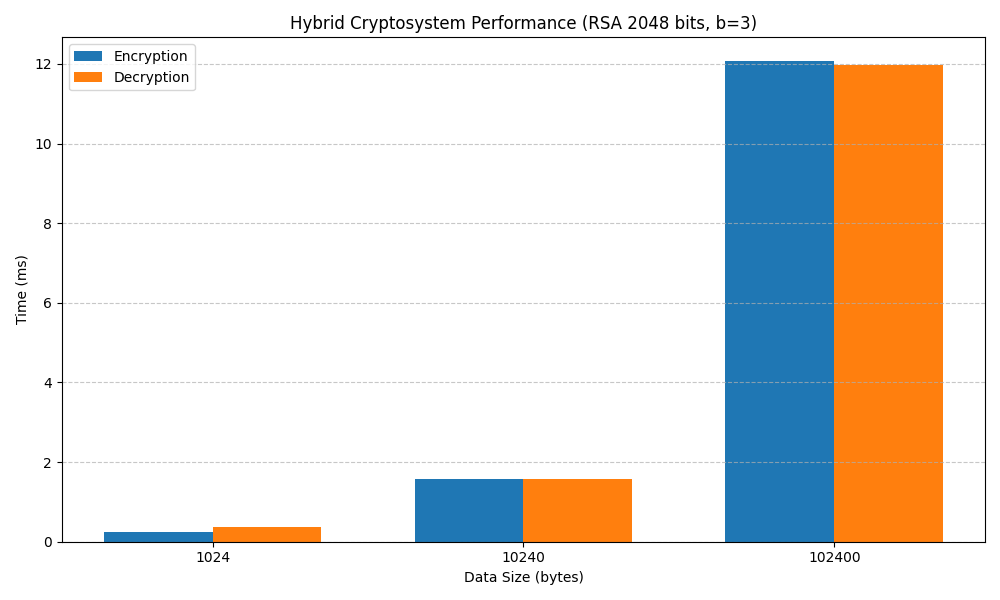 Hybrid Cryptosystem Performance (RSA 2048 bits, b=3)
Encryption
Decryption
12
10
8
6
4
2
0
Time (ms)
1024
10240
102400
Data Size (bytes)